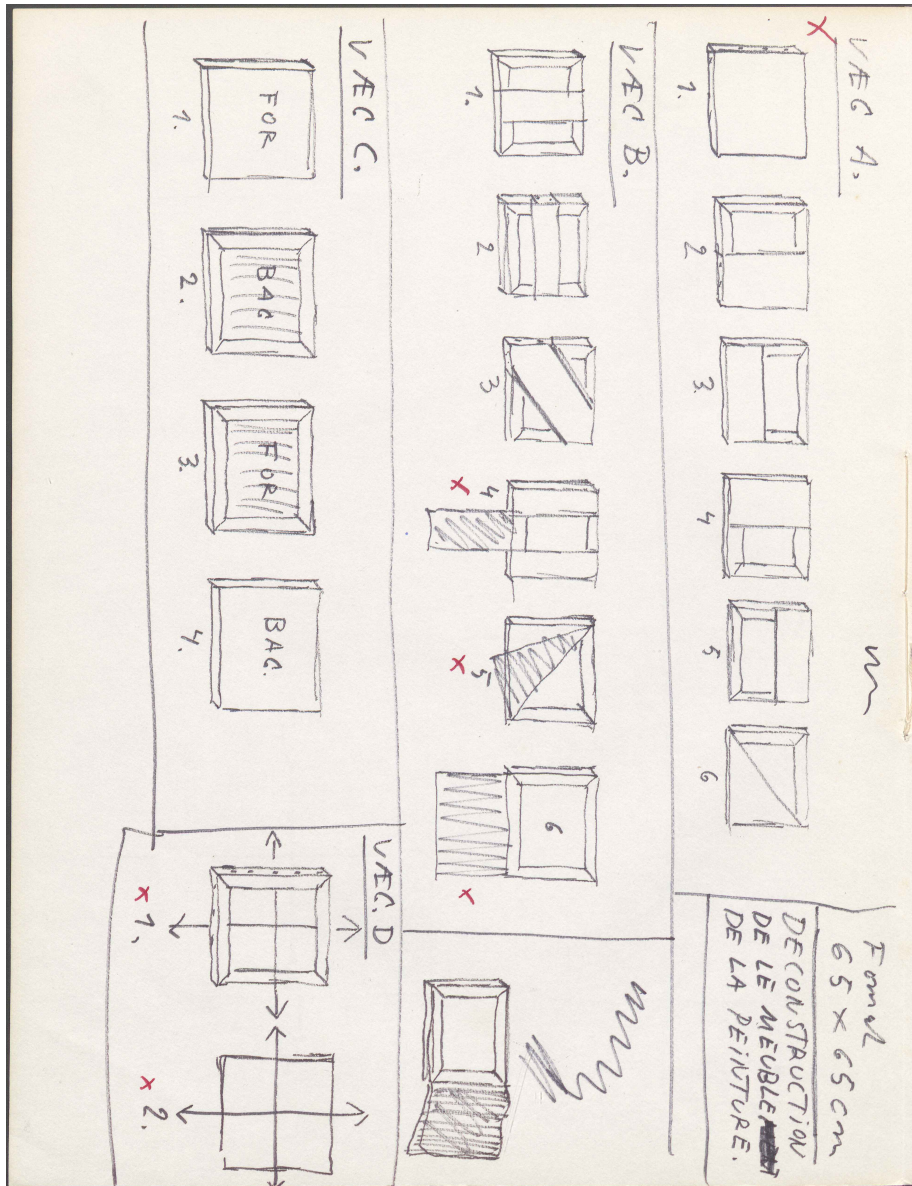 VÆG A.
1.
2
3.
4
5
6
Format
65 x 65 cm
DECONSTRUCTION
DE LE MEUBLE
DE LA PEINTURE.
VÆG B.
1.
2
3
x 4
x 5
6
x
VÆG C.
FOR
BAG
FOR
BAG.
1.
2.
3.
4.
VÆG. D
x 1.
x 2.